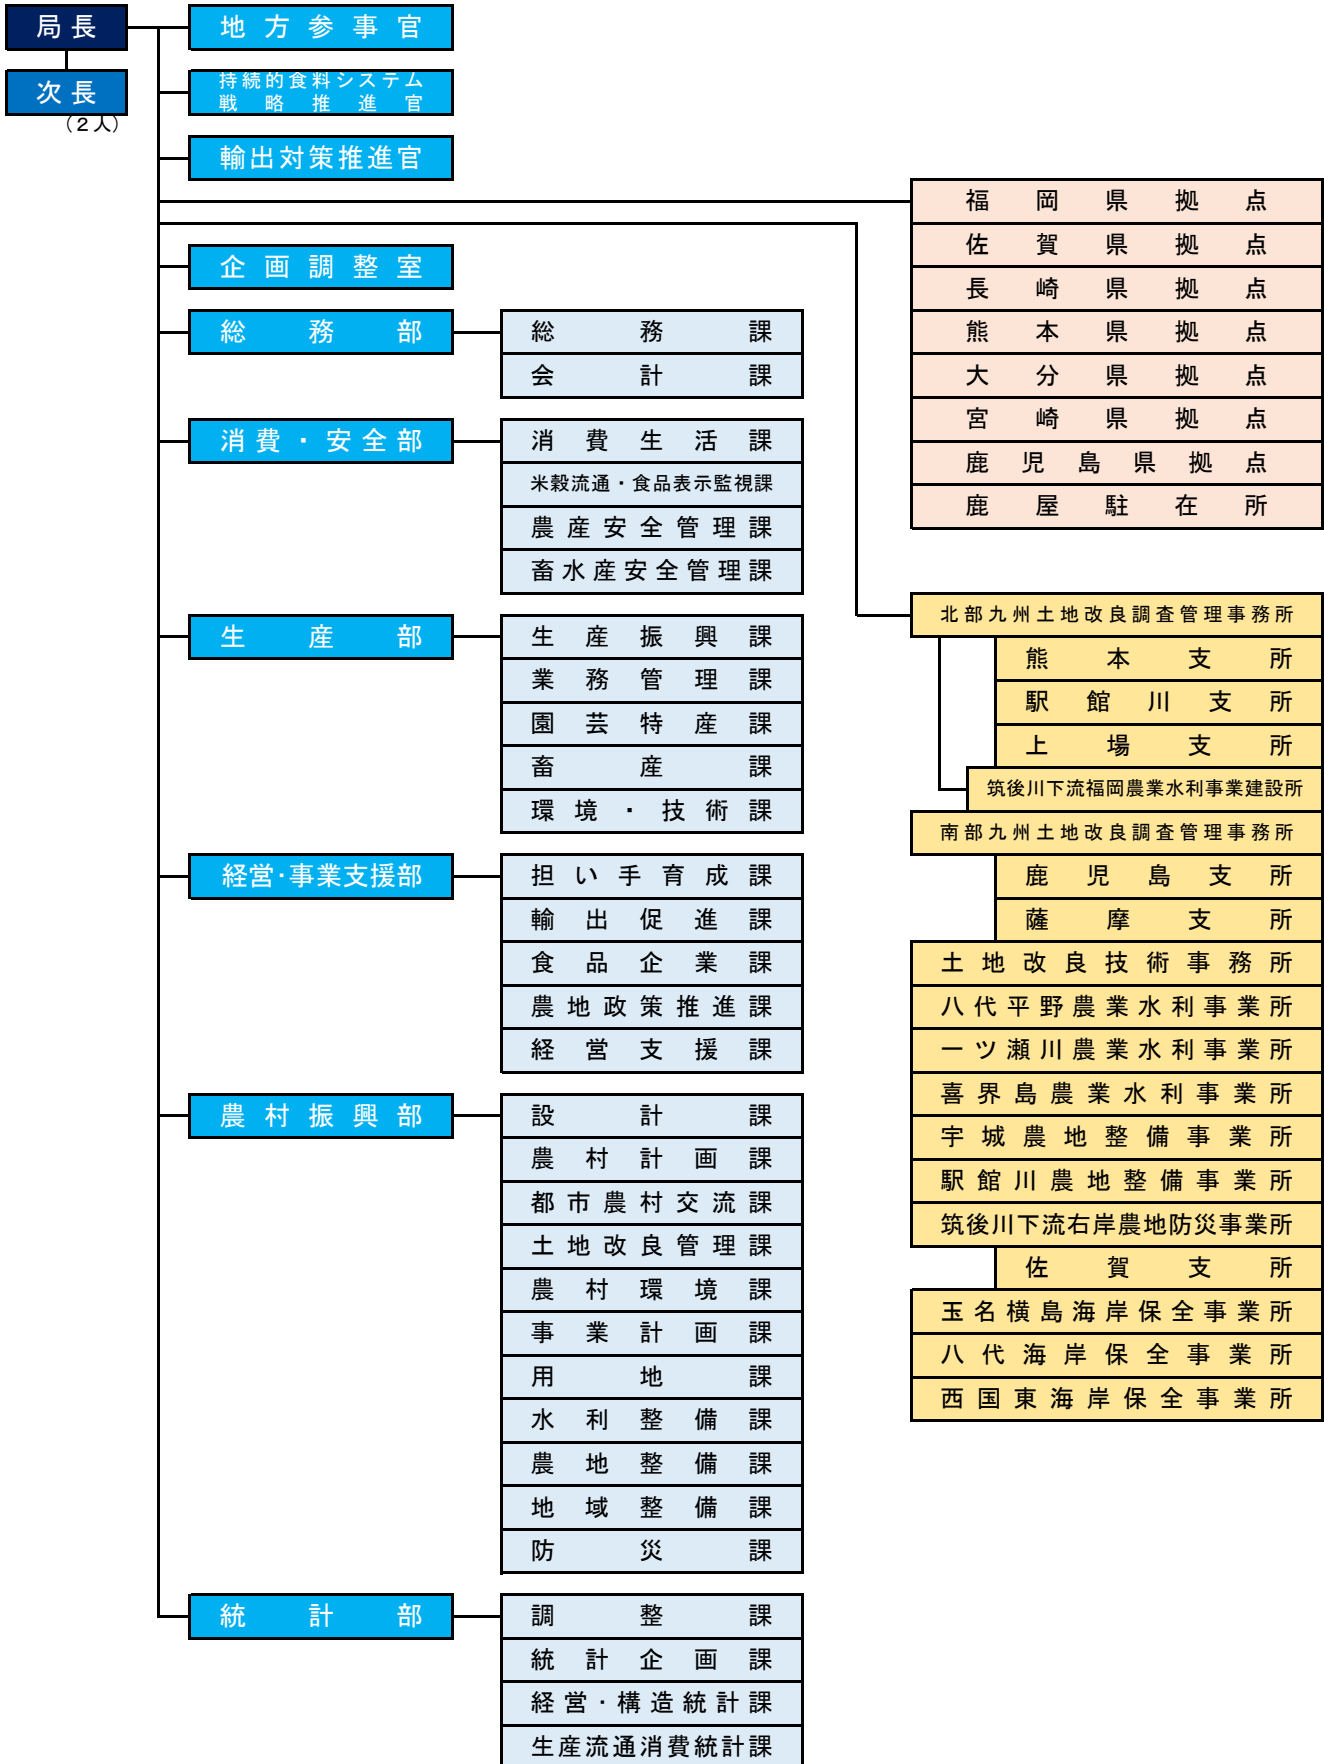 局長
次長
（２人）
地方参事官
持続的食料システム
戦略推進官
輸出対策推進官
企画調整室
総務部
総務課
会計課
消費・安全部
消費生活課
米穀流通・食品表示監視課
農産安全管理課
畜水産安全管理課
生産部
生産振興課
業務管理課
園芸特産課
畜産課
環境・技術課
経営･事業支援部
担い手育成課
輸出促進課
食品企業課
農地政策推進課
経営支援課
農村振興部
設計課
農村計画課
都市農村交流課
土地改良管理課
農村環境課
事業計画課
用地課
水利整備課
農地整備課
地域整備課
防災課
統計部
調整課
統計企画課
経営・構造統計課
生産流通消費統計課
福岡県拠点
佐賀県拠点
長崎県拠点
熊本県拠点
大分県拠点
宮崎県拠点
鹿児島県拠点
鹿屋駐在所
北部九州土地改良調査管理事務所
熊本支所
駅館川支所
上場支所
筑後川下流福岡農業水利事業建設所
南部九州土地改良調査管理事務所
鹿児島支所
薩摩支所
土地改良技術事務所
八代平野農業水利事業所
一ツ瀬川農業水利事業所
喜界島農業水利事業所
宇城農地整備事業所
駅館川農地整備事業所
筑後川下流右岸農地防災事業所
佐賀支所
玉名横島海岸保全事業所
八代海岸保全事業所
西国東海岸保全事業所